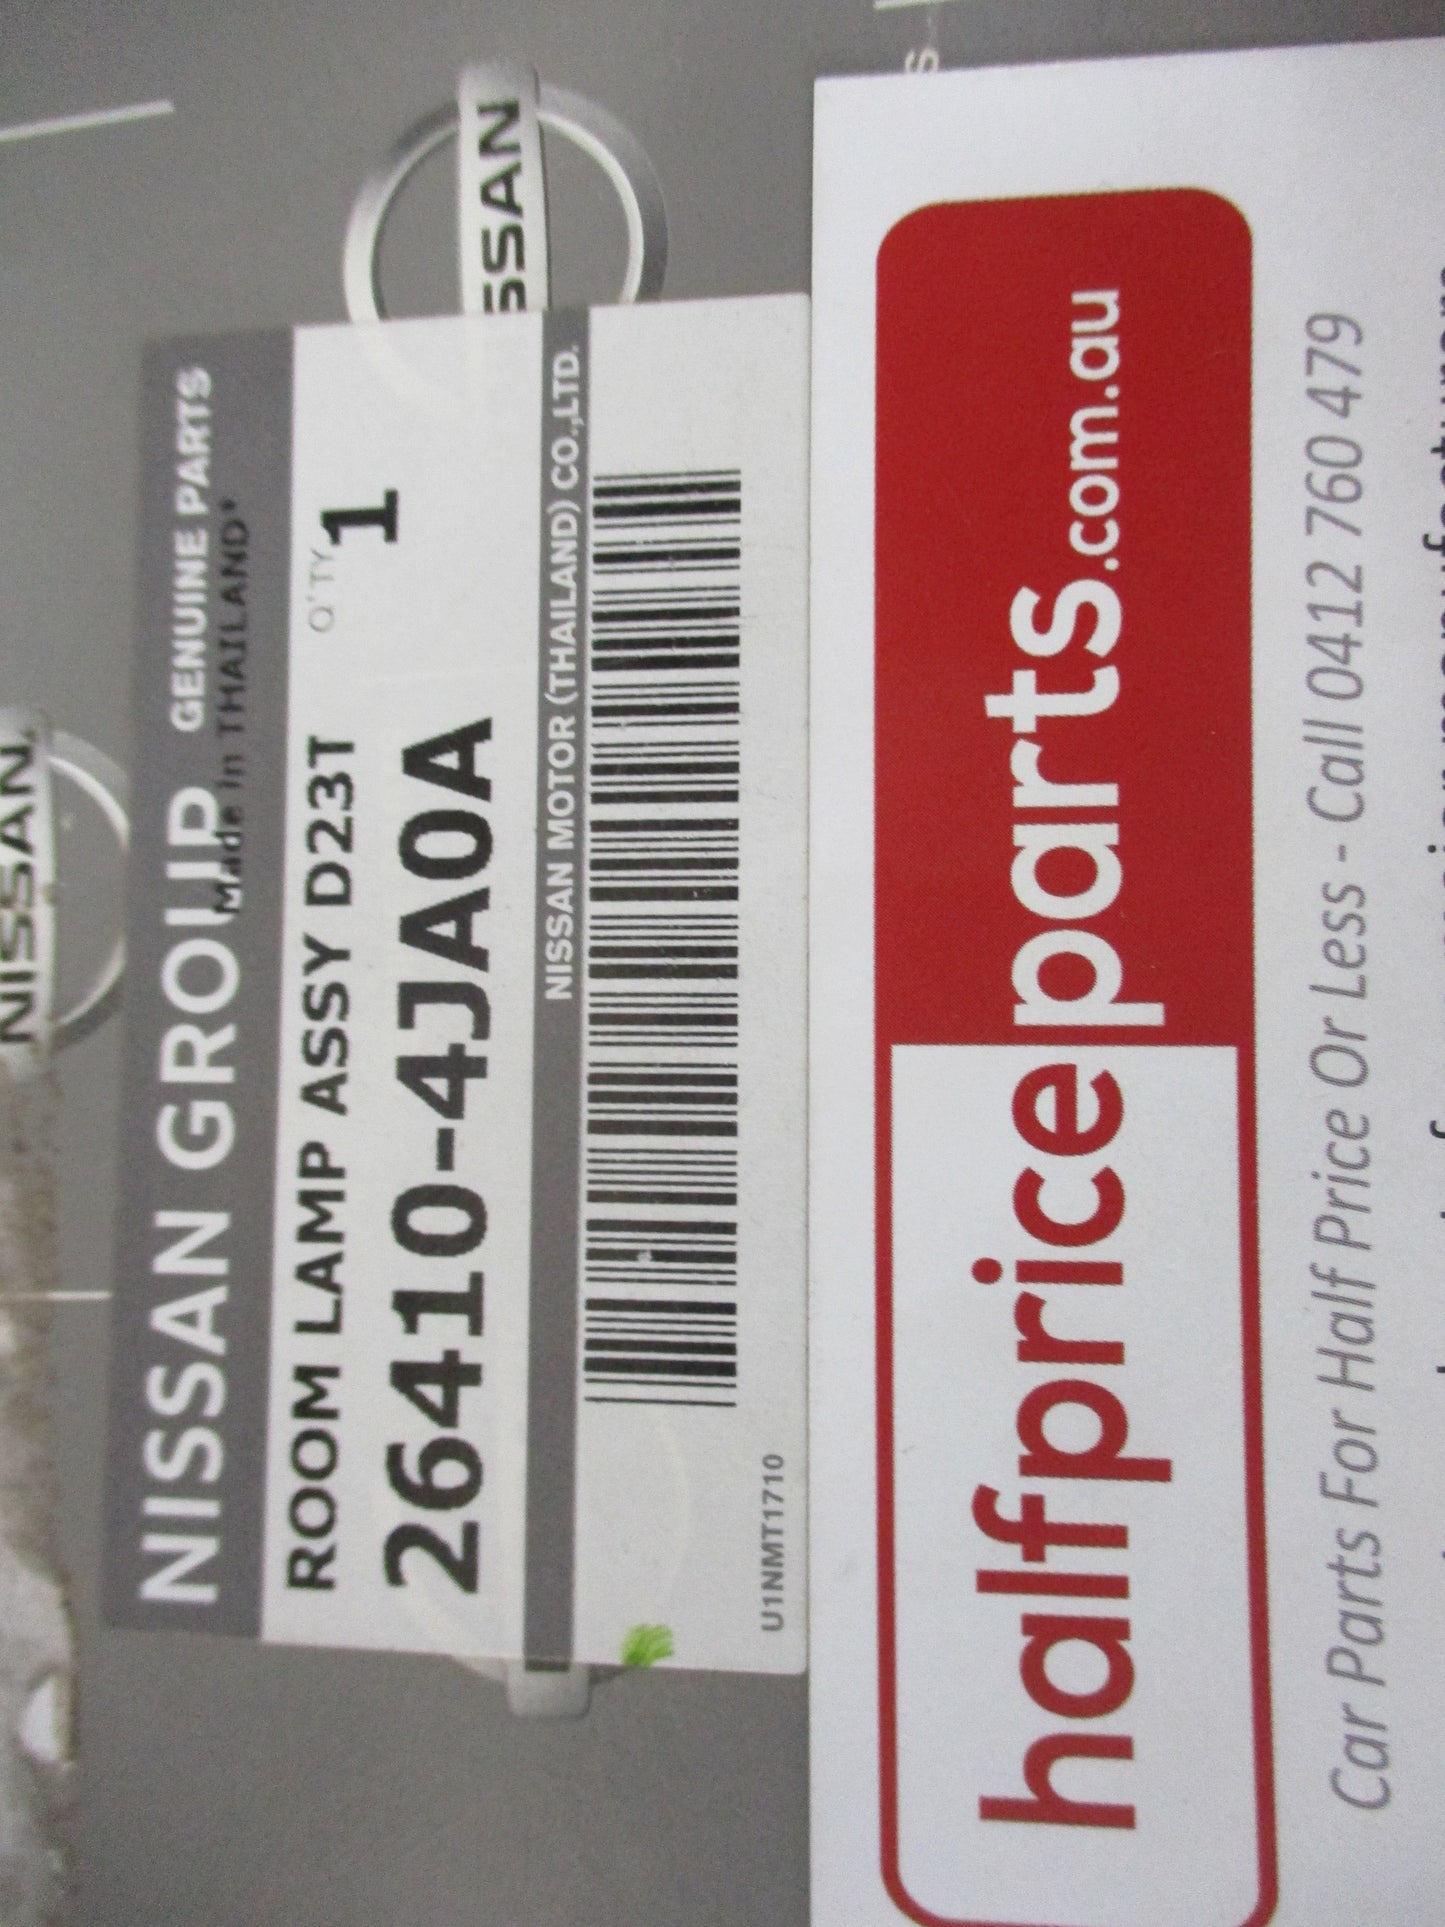 NISSAN
NISSAN
NISSAN GROUP GENUINE PARTS
Made in THAILAND*
ROOM LAMP ASSY D23T
Q'TY
1
26410-4JA0A
NISSAN MOTOR (THAILAND) CO.,LTD.
U1NMT1710
halfpriceparts.com.au
Car Parts For Half Price Or Less - Call 0412 760 479